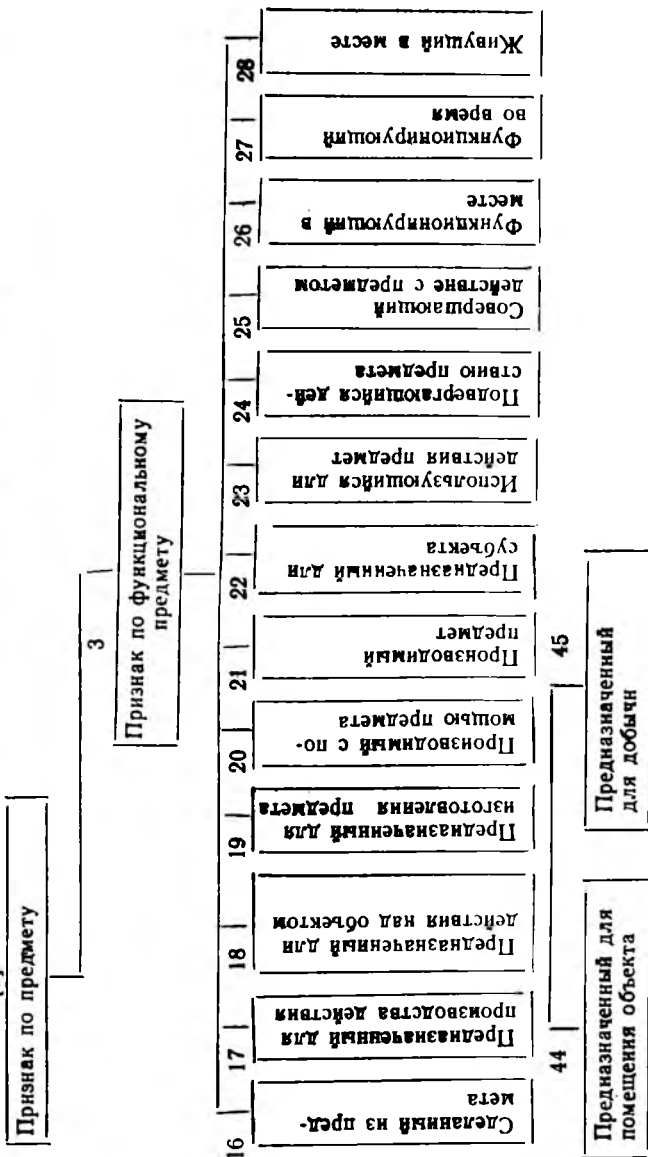 Признак по предмету
3
Признак по функциональному
предмету
16
Сделанный из пред-
мета
17
Предназначенный для
производства действия
18
Предназначенный для
действия над объектом
19
Предназначенный для
изготовления предмета
20
Производимый с по-
мощью предмета
21
Производимый
предмет
22
Предназначенный для
субъекта
23
Использующийся для
действия предмет
24
Подвергающийся дей-
ствию предмета
25
Совершающий
действие с предметом
26
Функционирующий в
месте
27
Функционирующий
во время
28
Живущий в месте
44
Предназначенный для
помещения объекта
45
Предназначенный
для добычи